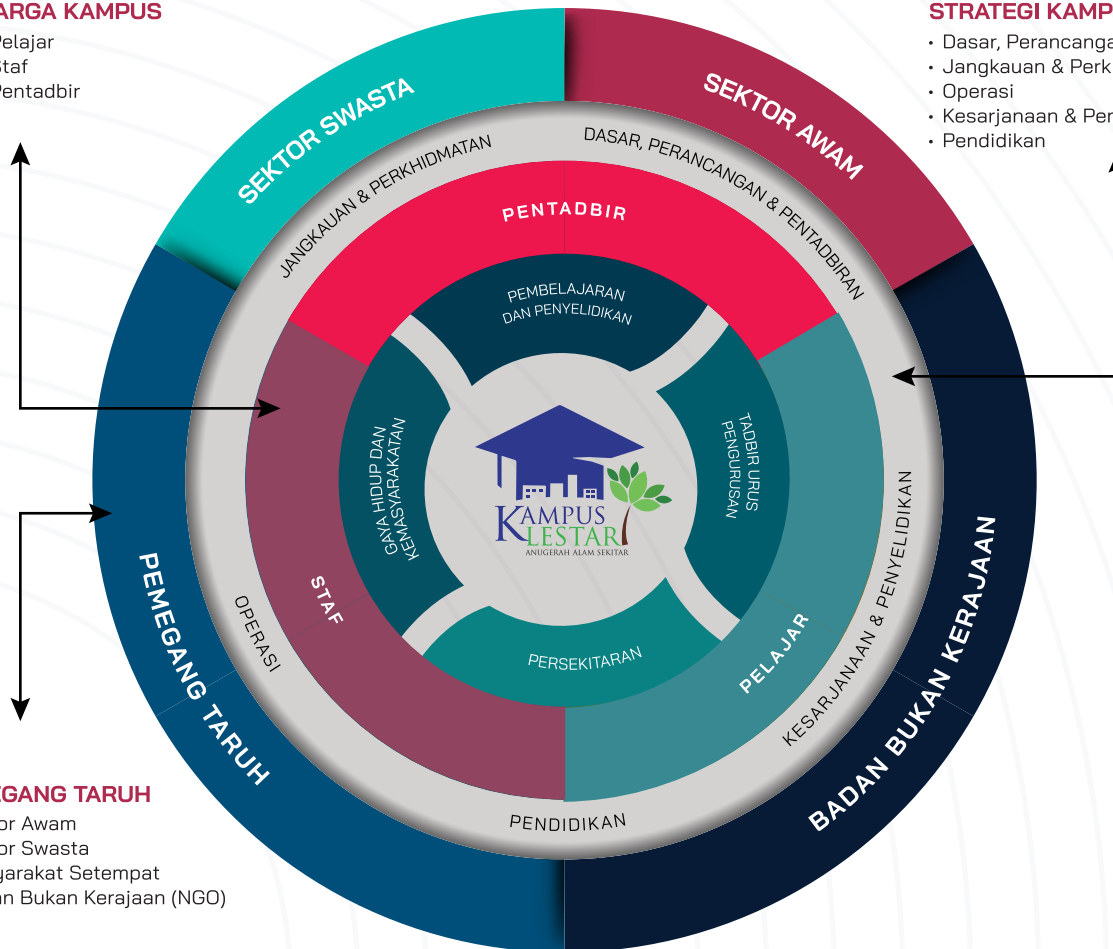 ARGA KAMPUS
Pelajar
Staf
Pentadbir
STRATEGI KAMP
• Dasar, Perancanga
• Jangkauan & Perk
• Operasi
• Kesarjanaan & Per
• Pendidikan
SEKTOR SWASTA
SEKTOR AWAM
JANGKAUAN & PERKHIDMATAN
DASAR, PERANCANGAN & PENTADBIRAN
PENTADBIR
PEMBELAJARAN
DAN PENYELIDIKAN
GAYA HIDUP DAN
KEMASYARAKATAN
TADBIR URUS
PENGURUSAN
KAMPUS
LESTARI
ANUGERAH ALAM SEKITAR
PERSEKITARAN
STAF
PELAJAR
OPERASI
KESARJANAAN & PENYELIDIKAN
PENDIDIKAN
PEMEGANG TARUH
BADAN BUKAN KERAJAAN
EGANG TARUH
or Awam
or Swasta
yarakat Setempat
an Bukan Kerajaan (NGO)